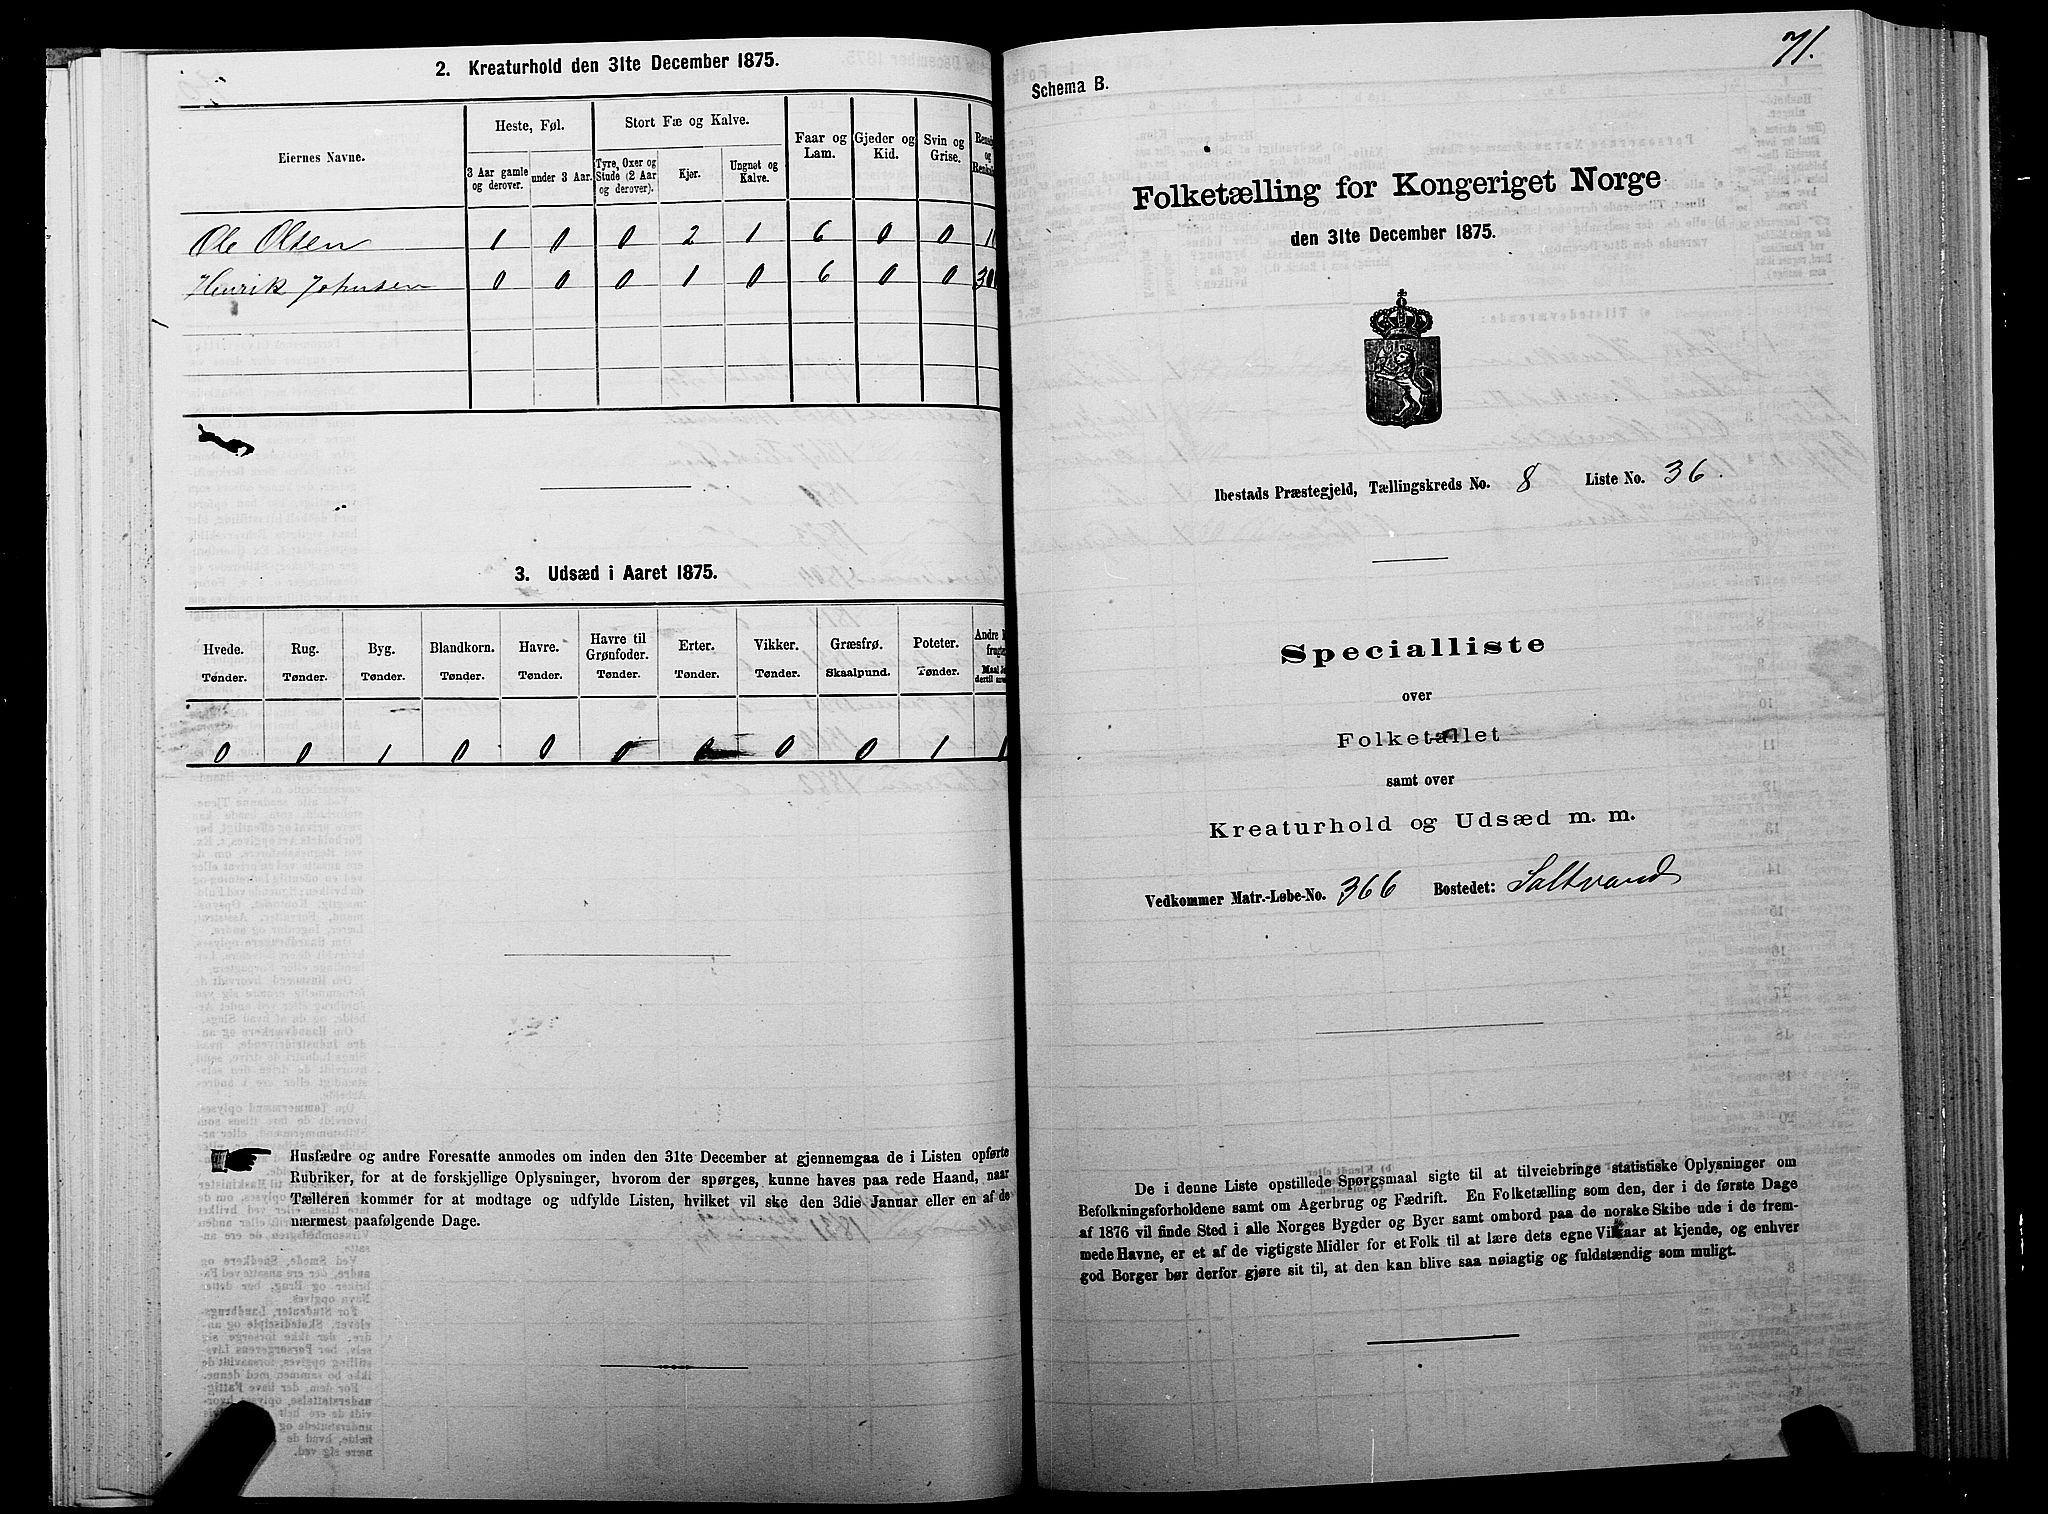 2. Kreaturhold den 31te December 1875.
Eiernes Navne.
Heste, Føl.
Stort Fæ og Kalve.
Faar og Lam.
Gjeder og Kid.
Svin og Grise.
3 Aar gamle og derover.
under 3 Aar.
Tyre, Oxer og Stude (2 Aar og derover).
Kjør.
Ungnøt og Kalve.
Ole Olsen 1 0 0 2 1 6 0 0
Henrik Johnsen 0 0 0 1 0 6 0 0
3. Udsæd i Aaret 1875.
Hvede. Rug. Byg. Blandkorn. Havre. Havre til Grønfoder. Erter. Vikker. Græsfrø. Poteter.
Tønder. Tønder. Tønder. Tønder. Tønder. Tønder. Tønder. Tønder. Skaalpund. Tønder.
0 0 1 0 0 0 0 0 0 1
Husfædre og andre Foresatte anmodes om inden den 31te December at gjennemgaa de i Listen opførte
Rubriker, for at de forskjellige Oplysninger, hvorom der spørges, kunne haves paa rede Haand, naar
Tælleren kommer for at modtage og udfylde Listen, hvilket vil ske den 3die Januar eller en af de
nærmest paafølgende Dage.
71.
Schema B.
Folketælling for Kongeriget Norge
den 31te December 1875.
Ibestads Præstegjeld, Tællingskreds No. 8 Liste No. 36.
Specialliste
over
Folketallet
samt over
Kreaturhold og Udsæd m. m.
Vedkommer Matr.-Løbe-No. 366 Bostedet: Saltvand
De i denne Liste opstillede Spørgsmaal sigte til at tilveiebringe statistiske Oplysninger om
Befolkningsforholdene samt om Agerbrug og Fædrift. En Folketælling som den, der i de første Dage
af 1876 vil finde Sted i alle Norges Bygder og Byer samt ombord paa de norske Skibe ude i de frem-
mede Havne, er et af de vigtigste Midler for et Folk til at lære dets egne Vilkaar at kjende, og enhver
god Borger bør derfor gjøre sit til, at den kan blive saa nøiagtig og fuldstændig som muligt.